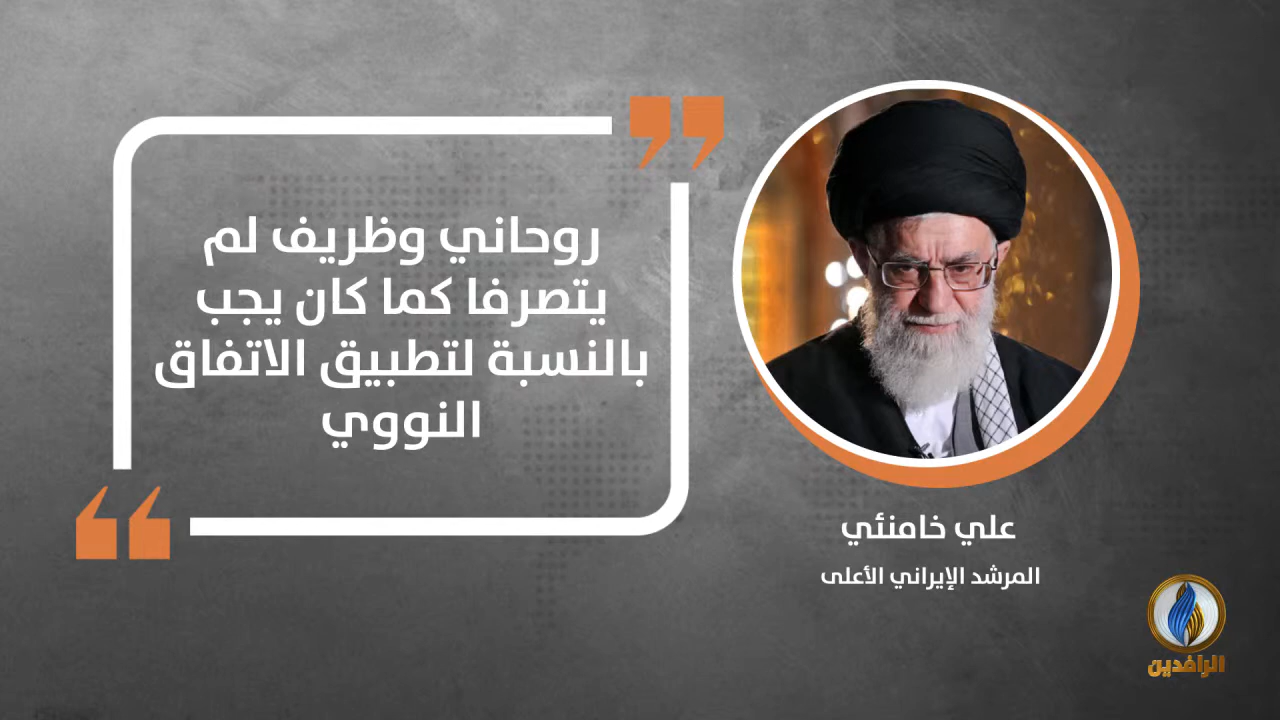 روحاني وظريف لم
يتصرفا كما كان يجب
بالنسبة لتطبيق الاتفاق
النووي
علي خامنئي
المرشد الإيراني الأعلى
الرافدين